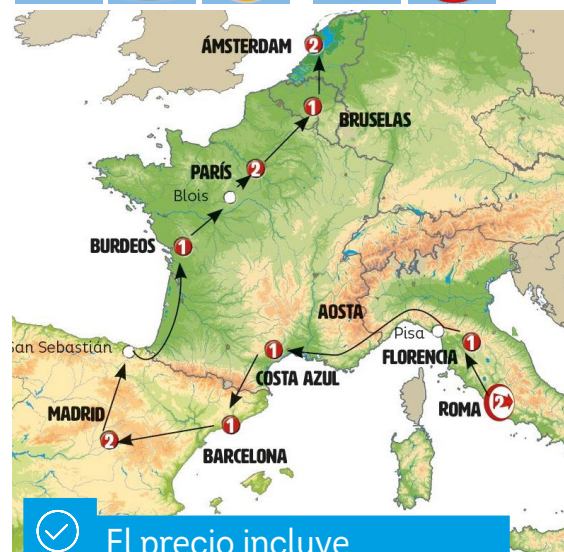 ÁMSTERDAM 2
1 BRUSELAS
PARÍS 2
Blois
BURDEOS 1
AOSTA
San Sebastián
Pisa
FLORENCIA 1
1
COSTA AZUL
MADRID
2
1
BARCELONA
ROMA 2
El precio incluye